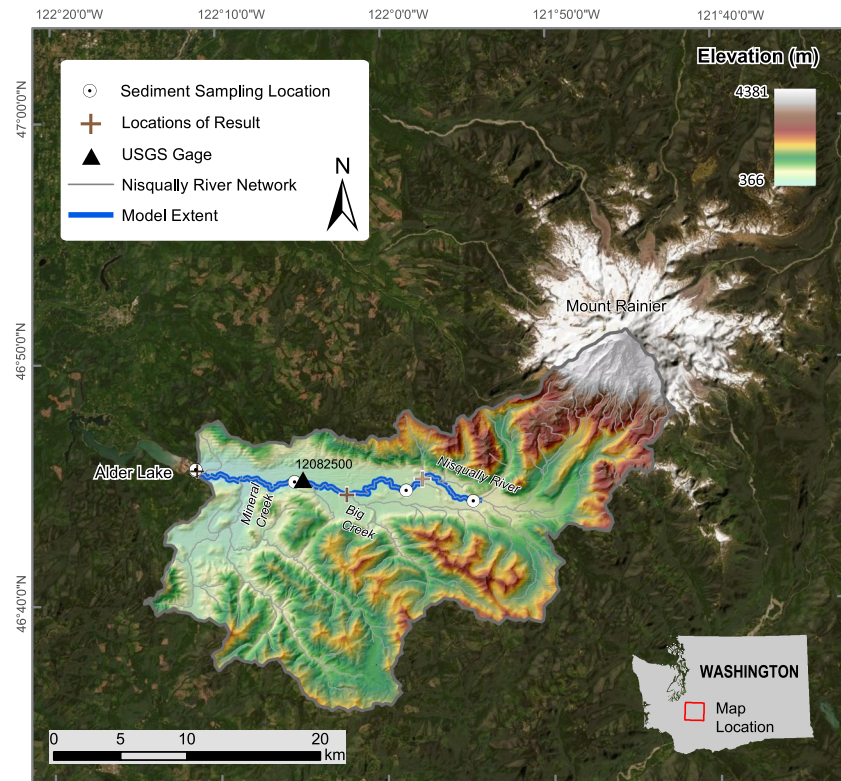 122°20'0"W
122°10'0"W
122°0'0"W
121°50'0"W
121°40'0"W
47°0'0"N
46°50'0"N
46°40'0"N
Sediment Sampling Location
Locations of Result
USGS Gage
Nisqually River Network
Model Extent
N
Elevation (m)
4381
366
Mount Rainier
Alder Lake
12082500
Nisqually River
Mineral
Creek
Big
Creek
WASHINGTON
Map
Location
0 5 10 20
km